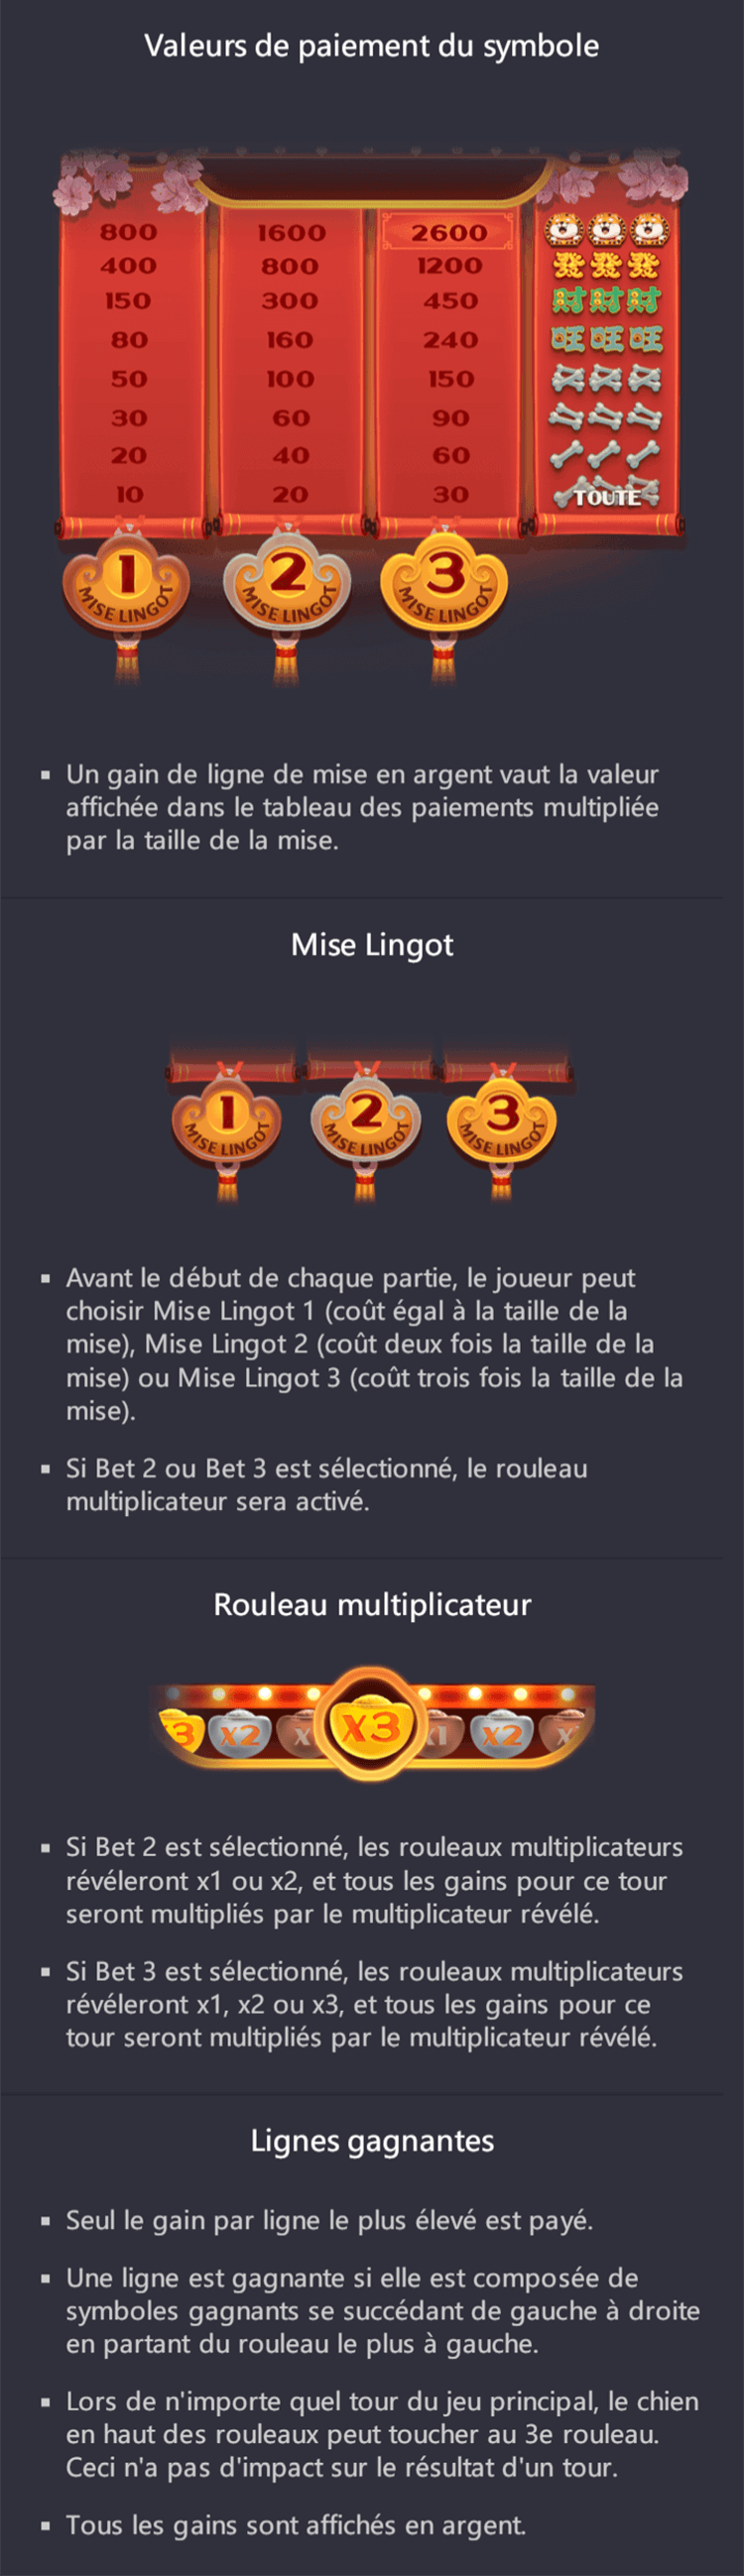 Valeurs de paiement du symbole
800 1600 2600
400 800 1200 發 發 發
150 300 450 財 財 財
80 160 240 旺 旺 旺
50 100 150
30 60 90
20 40 60
10 20 30 TOUTE
1 2 3
MISE LINGOT MISE LINGOT MISE LINGOT
▪ Un gain de ligne de mise en argent vaut la valeur
affichée dans le tableau des paiements multipliée
par la taille de la mise.
Mise Lingot
1 2 3
MISE LINGOT MISE LINGOT MISE LINGOT
▪ Avant le début de chaque partie, le joueur peut
choisir Mise Lingot 1 (coût égal à la taille de la
mise), Mise Lingot 2 (coût deux fois la taille de la
mise) ou Mise Lingot 3 (coût trois fois la taille de la
mise).
▪ Si Bet 2 ou Bet 3 est sélectionné, le rouleau
multiplicateur sera activé.
Rouleau multiplicateur
3 x2 x x3 1 x2 x
▪ Si Bet 2 est sélectionné, les rouleaux multiplicateurs
révéleront x1 ou x2, et tous les gains pour ce tour
seront multipliés par le multiplicateur révélé.
▪ Si Bet 3 est sélectionné, les rouleaux multiplicateurs
révéleront x1, x2 ou x3, et tous les gains pour ce
tour seront multipliés par le multiplicateur révélé.
Lignes gagnantes
▪ Seul le gain par ligne le plus élevé est payé.
▪ Une ligne est gagnante si elle est composée de
symboles gagnants se succédant de gauche à droite
en partant du rouleau le plus à gauche.
▪ Lors de n'importe quel tour du jeu principal, le chien
en haut des rouleaux peut toucher au 3e rouleau.
Ceci n'a pas d'impact sur le résultat d'un tour.
▪ Tous les gains sont affichés en argent.